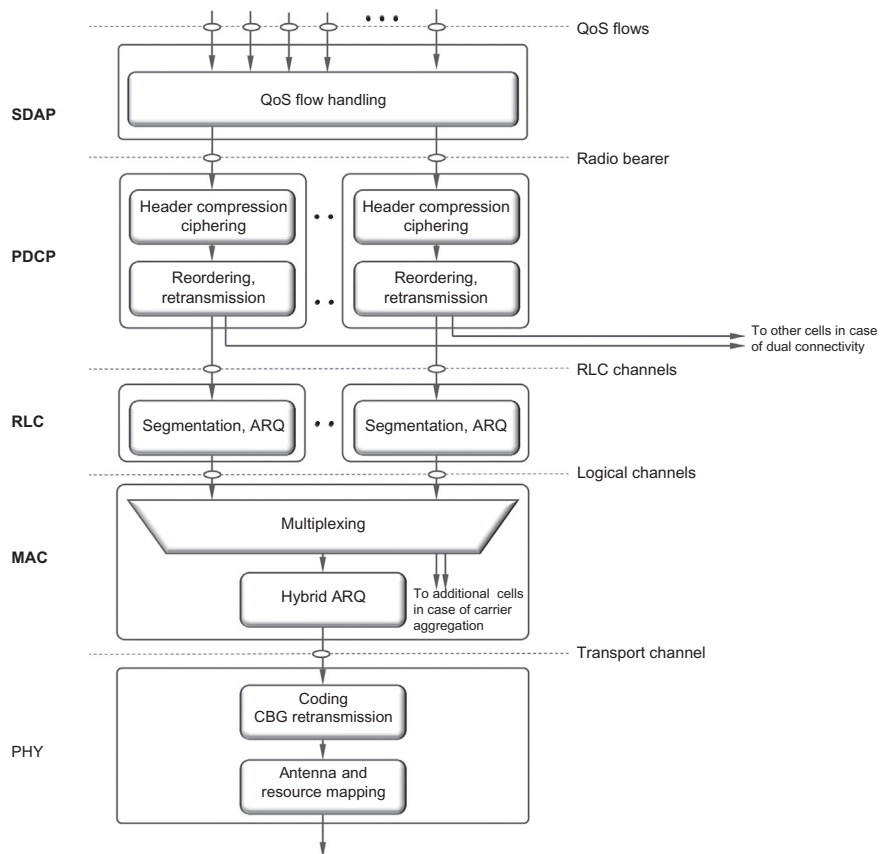 QoS flows
QoS flow handling
SDAP
Radio bearer
Header compression
ciphering
Header compression
ciphering
PDCP
Reordering,
retransmission
Reordering,
retransmission
To other cells in case
of dual connectivity
RLC channels
RLC
Segmentation, ARQ
Segmentation, ARQ
Logical channels
Multiplexing
MAC
Hybrid ARQ
To additional cells
in case of carrier
aggregation
Transport channel
Coding
CBG retransmission
PHY
Antenna and
resource mapping